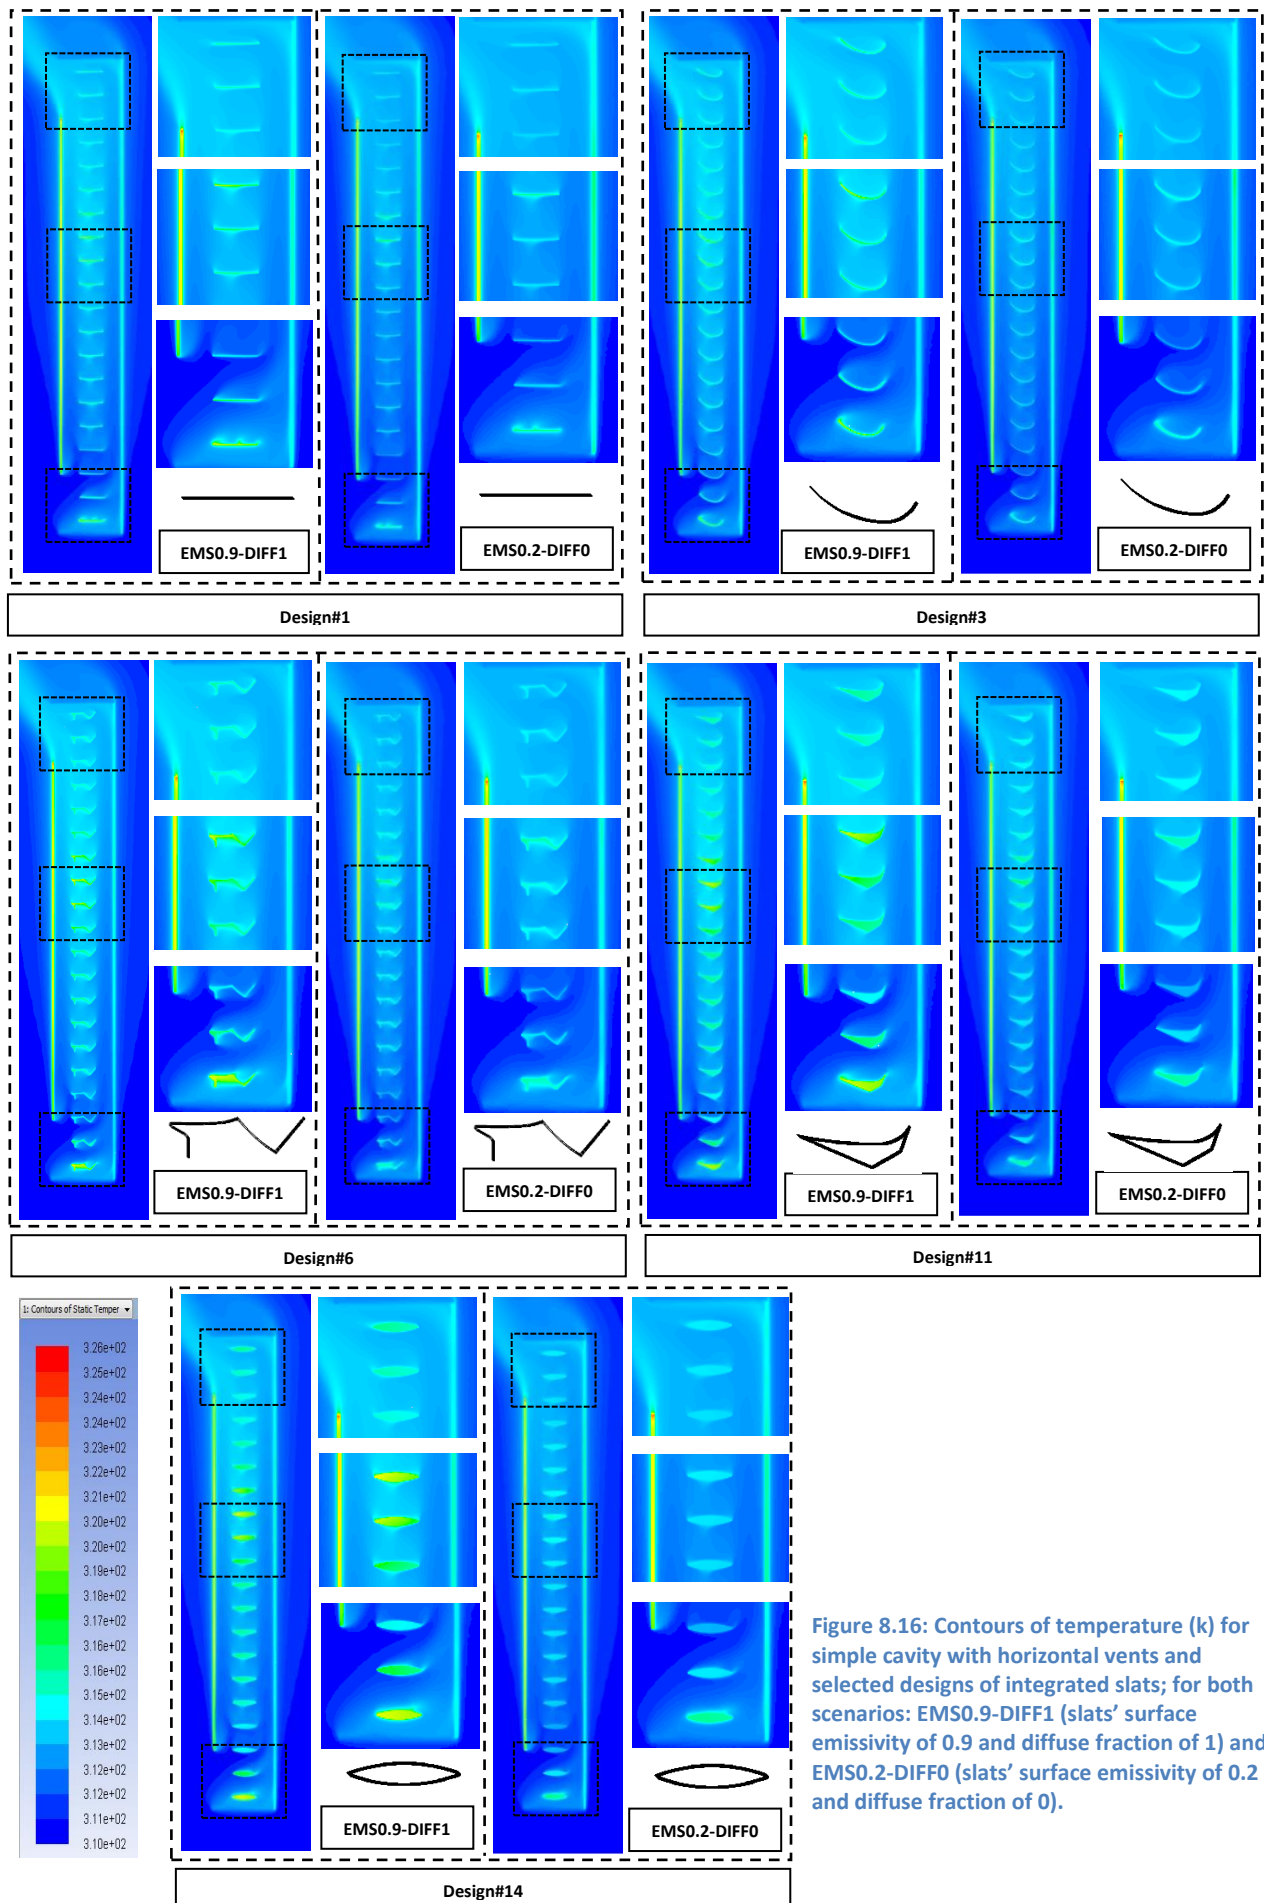 EMS0.9-DIFF1
EMS0.2-DIFF0
EMS0.9-DIFF1
EMS0.2-DIFF0
Design#1
Design#3
EMS0.9-DIFF1
EMS0.2-DIFF0
EMS0.9-DIFF1
EMS0.2-DIFF0
Design#6
Design#11
1: Contours of Static Temper
3.26e+02
3.25e+02
3.24e+02
3.24e+02
3.23e+02
3.22e+02
3.21e+02
3.20e+02
3.20e+02
3.19e+02
3.18e+02
3.17e+02
3.16e+02
3.16e+02
3.15e+02
3.14e+02
3.13e+02
3.12e+02
3.12e+02
3.11e+02
3.10e+02
EMS0.9-DIFF1
EMS0.2-DIFF0
Design#14
Figure 8.16: Contours of temperature (k) for
simple cavity with horizontal vents and
selected designs of integrated slats; for both
scenarios: EMS0.9-DIFF1 (slats’ surface
emissivity of 0.9 and diffuse fraction of 1) and
EMS0.2-DIFF0 (slats’ surface emissivity of 0.2
and diffuse fraction of 0).